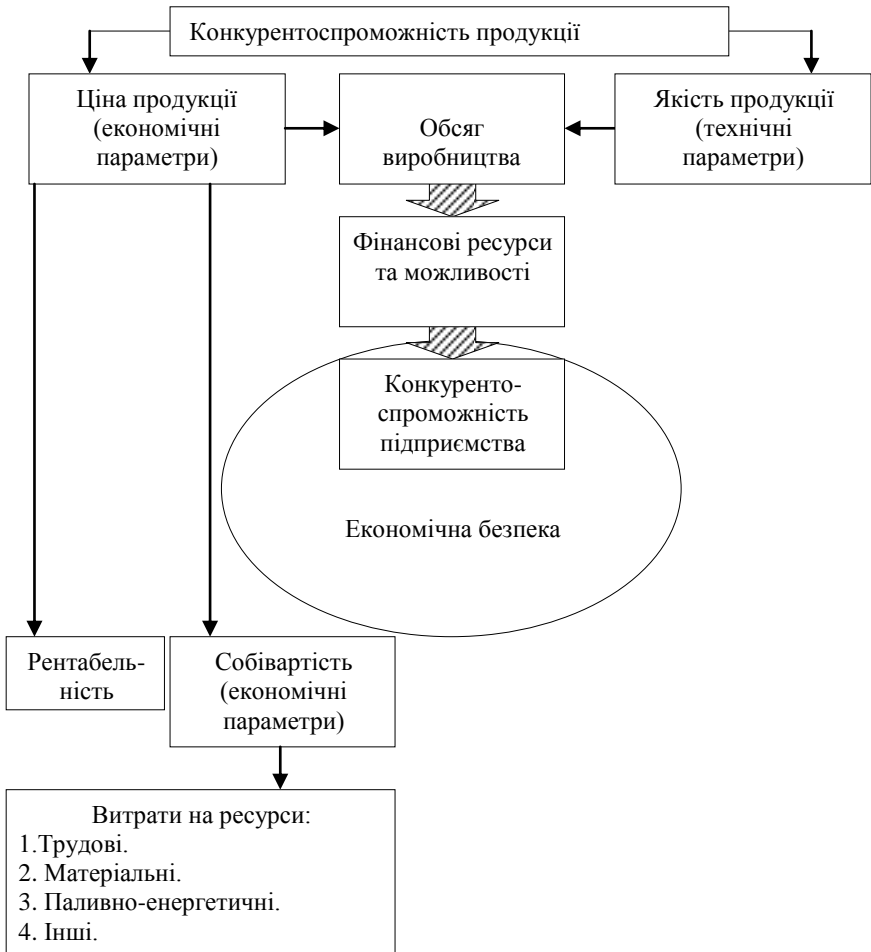 Конкурентоспроможність продукції
Ціна продукції
(економічні
параметри)
Обсяг
виробництва
Якість продукції
(технічні
параметри)
Фінансові ресурси
та можливості
Конкуренто-
спроможність
підприємства
Економічна безпека
Рентабель-
ність
Собівартість
(економічні
параметри)
Витрати на ресурси:
1.Трудові.
2. Матеріальні.
3. Паливно-енергетичні.
4. Інші.